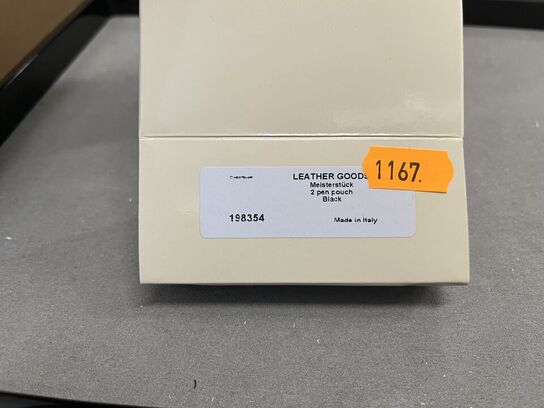 LEATHER GOODS
1167.
Meisterstück
2 pen pouch
Black
198354
Made in Italy